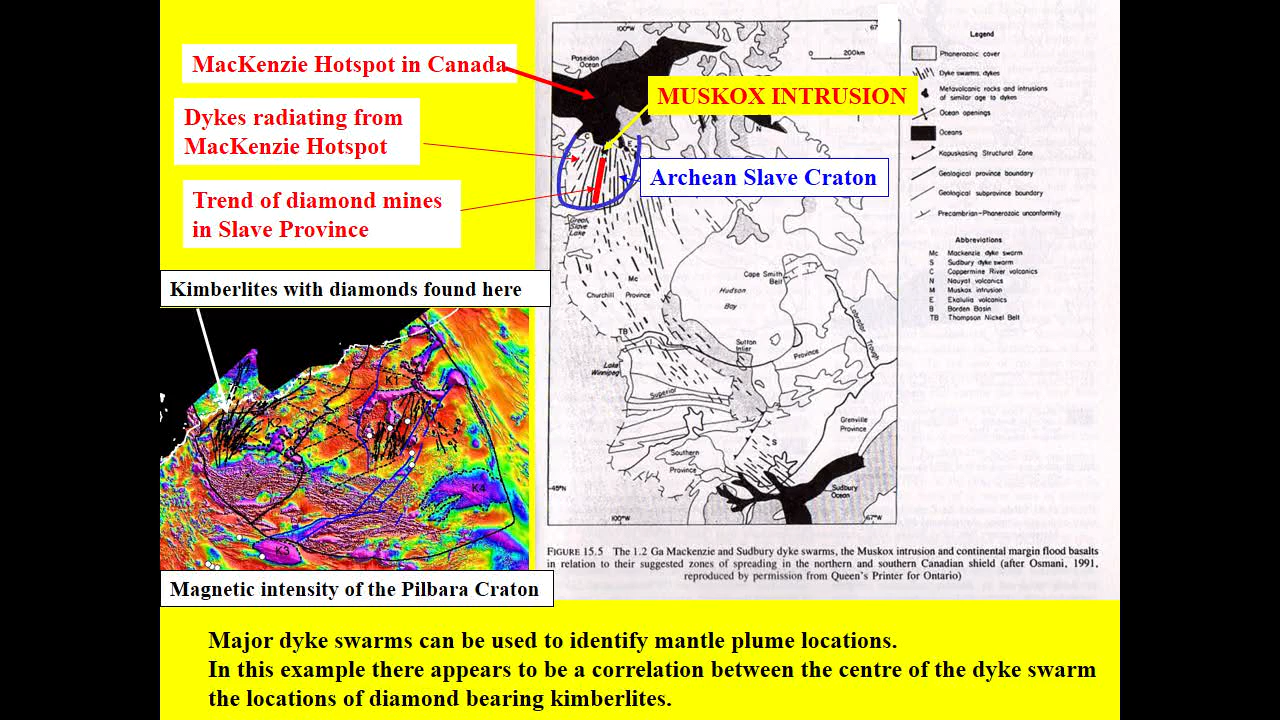 MacKenzie Hotspot in Canada
Dykes radiating from
MacKenzie Hotspot
Trend of diamond mines
in Slave Province
Kimberlites with diamonds found here
K1
K2
K4
K3
Magnetic intensity of the Pilbara Craton
100°W
67
Poseidon
Ocean
0 200km
MUSKOX INTRUSION
N
C
E
Archean Slave Craton
Great
Slave
Lake
Mc
Churchill Province
Cape Smith
Belt
Hudson
Bay
Labrador
Trough
TB
Sutton
Inlier
Province
Lake
Winnipeg
Superior
Grenville
Province
S
Southern
Province
Sudbury
Ocean
45°N
100°W
67°W
Legend
Phanerozoic cover
Dyke swarms, dykes
Metavolcanic rocks and intrusions
of similar age to dykes
Ocean openings
Oceans
Kapuskasing Structural Zone
Geological province boundary
Geological subprovince boundary
Precambrian-Phanerozoic unconformity
Abbreviations
Mc Mackenzie dyke swarm
S Sudbury dyke swarm
C Coppermine River volcanics
N Nauyat volcanics
M Muskox intrusion
E Ekalulia volcanics
B Borden Basin
TB Thompson Nickel Belt
FIGURE 15.5 The 1.2 Ga Mackenzie and Sudbury dyke swarms, the Muskox intrusion and continental margin flood basalts
in relation to their suggested zones of spreading in the northern and southern Canadian shield (after Osmani, 1991,
reproduced by permission from Queen's Printer for Ontario)
Major dyke swarms can be used to identify mantle plume locations.
In this example there appears to be a correlation between the centre of the dyke swarm
the locations of diamond bearing kimberlites.